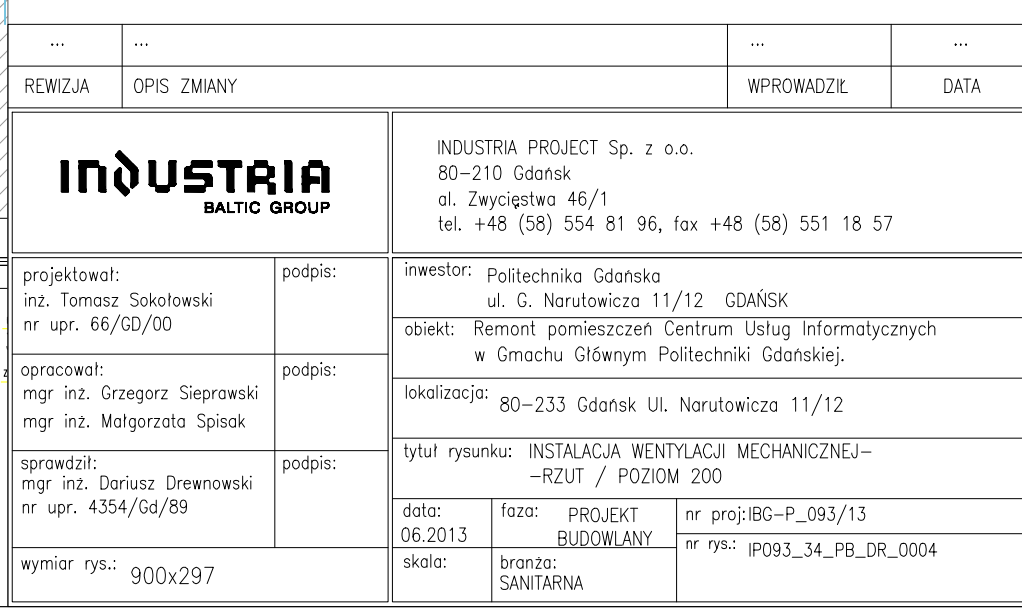 ... ... ... ...
REWIZJA OPIS ZMIANY WPROWADZIŁ DATA
INDUSTRIA
BALTIC GROUP
INDUSTRIA PROJECT Sp. z o.o.
80-210 Gdańsk
al. Zwycięstwa 46/1
tel. +48 (58) 554 81 96, fax +48 (58) 551 18 57
projektował: podpis:
inż. Tomasz Sokołowski
nr upr. 66/GD/00
opracował: podpis:
mgr inż. Grzegorz Sieprawski
mgr inż. Małgorzata Spisak
sprawdził: podpis:
mgr inż. Dariusz Drewnowski
nr upr. 4354/Gd/89
wymiar rys.: 900x297
inwestor: Politechnika Gdańska
ul. G. Narutowicza 11/12 GDAŃSK
obiekt: Remont pomieszczeń Centrum Usług Informatycznych
w Gmachu Głównym Politechniki Gdańskiej.
lokalizacja: 80-233 Gdańsk Ul. Narutowicza 11/12
tytuł rysunku: INSTALACJA WENTYLACJI MECHANICZNEJ-
-RZUT / POZIOM 200
data: 06.2013
faza: PROJEKT
BUDOWLANY
nr proj: IBG-P_093/13
skala:
branża:
SANITARNA
nr rys.: IP093_34_PB_DR_0004